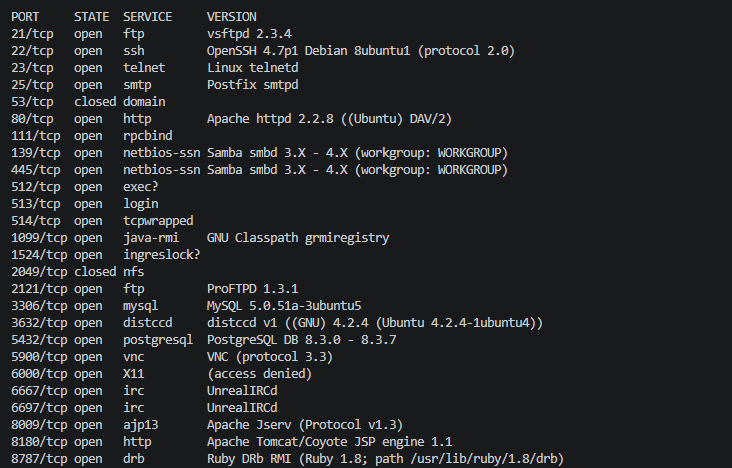 PORT     STATE  SERVICE     VERSION
21/tcp   open   ftp         vsftpd 2.3.4
22/tcp   open   ssh         OpenSSH 4.7p1 Debian 8ubuntu1 (protocol 2.0)
23/tcp   open   telnet      Linux telnetd
25/tcp   open   smtp        Postfix smtpd
53/tcp   closed domain
80/tcp   open   http        Apache httpd 2.2.8 ((Ubuntu) DAV/2)
111/tcp  open   rpcbind
139/tcp  open   netbios-ssn Samba smbd 3.X - 4.X (workgroup: WORKGROUP)
445/tcp  open   netbios-ssn Samba smbd 3.X - 4.X (workgroup: WORKGROUP)
512/tcp  open   exec?
513/tcp  open   login
514/tcp  open   tcpwrapped
1099/tcp open   java-rmi    GNU Classpath grmiregistry
1524/tcp open   ingreslock?
2049/tcp closed nfs
2121/tcp open   ftp         ProFTPD 1.3.1
3306/tcp open   mysql       MySQL 5.0.51a-3ubuntu5
3632/tcp open   distccd     distccd v1 ((GNU) 4.2.4 (Ubuntu 4.2.4-1ubuntu4))
5432/tcp open   postgresql  PostgreSQL DB 8.3.0 - 8.3.7
5900/tcp open   vnc         VNC (protocol 3.3)
6000/tcp open   X11         (access denied)
6667/tcp open   irc         UnrealIRCd
6697/tcp open   irc         UnrealIRCd
8009/tcp open   ajp13       Apache Jserv (Protocol v1.3)
8180/tcp open   http        Apache Tomcat/Coyote JSP engine 1.1
8787/tcp open   drb         Ruby DRb RMI (Ruby 1.8; path /usr/lib/ruby/1.8/drb)